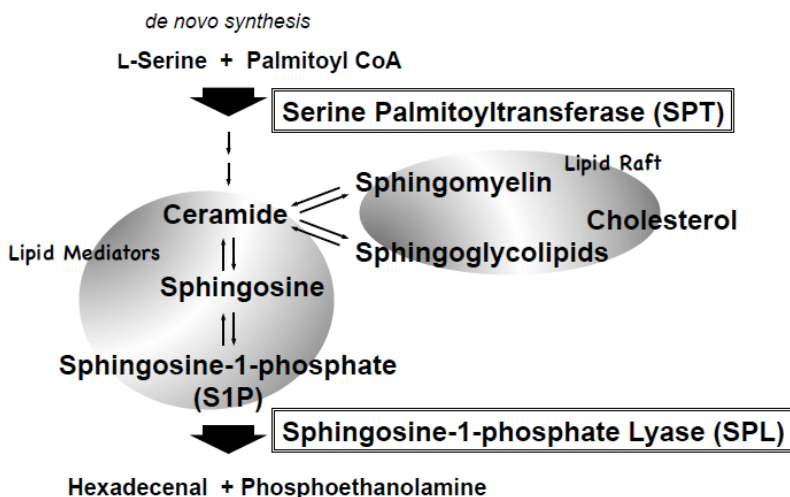 de novo synthesis
L-Serine + Palmitoyl CoA
Serine Palmitoyltransferase (SPT)
Lipid Raft
Sphingomyelin
Ceramide
Cholesterol
Lipid Mediators
Sphingoglycolipids
Sphingosine
Sphingosine-1-phosphate
(S1P)
Sphingosine-1-phosphate Lyase (SPL)
Hexadecenal + Phosphoethanolamine